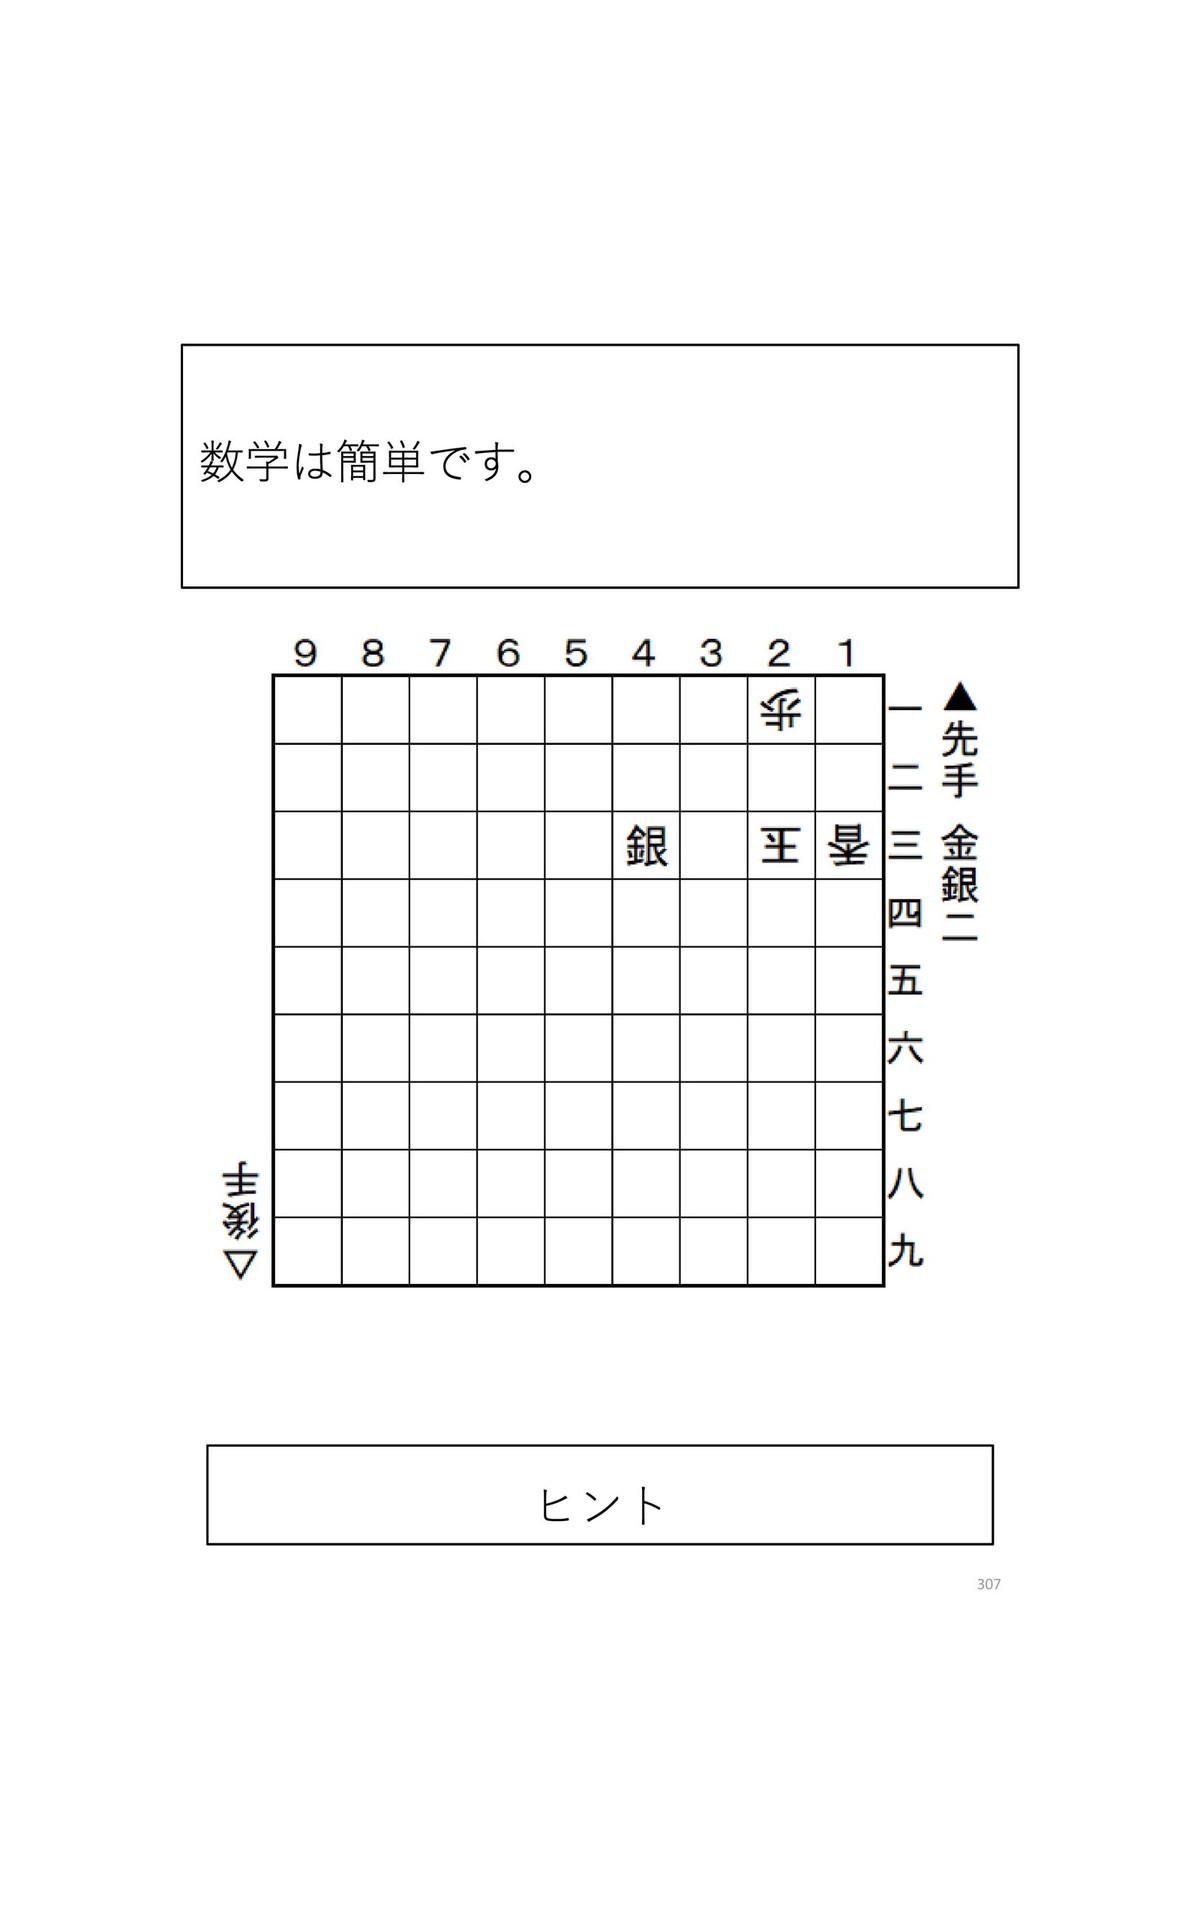 数学は簡単です。
9 8 7 6 5 4 3 2 1
歩 一
二
銀 王 香 三
四
五
六
七
八
九
▲先手 金銀二
△後手
ヒント
307